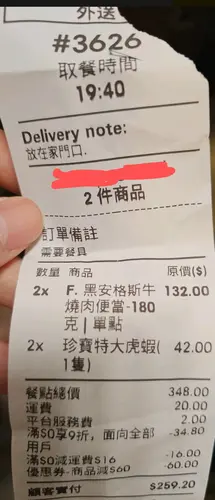 外送
#3626
取餐時間
19:40
Delivery note:
放在家門口.
2 件商品
訂單備註
需要餐具
數量 商品 原價($)
2x F. 黑安格斯牛 132.00
燒肉便當-180
克 | 單點
2x 珍寶特大虎蝦( 42.00
1隻)
餐點總價 348.00
運費 20.00
平台服務費 2.00
滿$0享9折，面向全部 -34.80
用戶
滿$0減運費$16 -16.00
優惠券-商品減$60 -60.00
顧客實付 $259.20